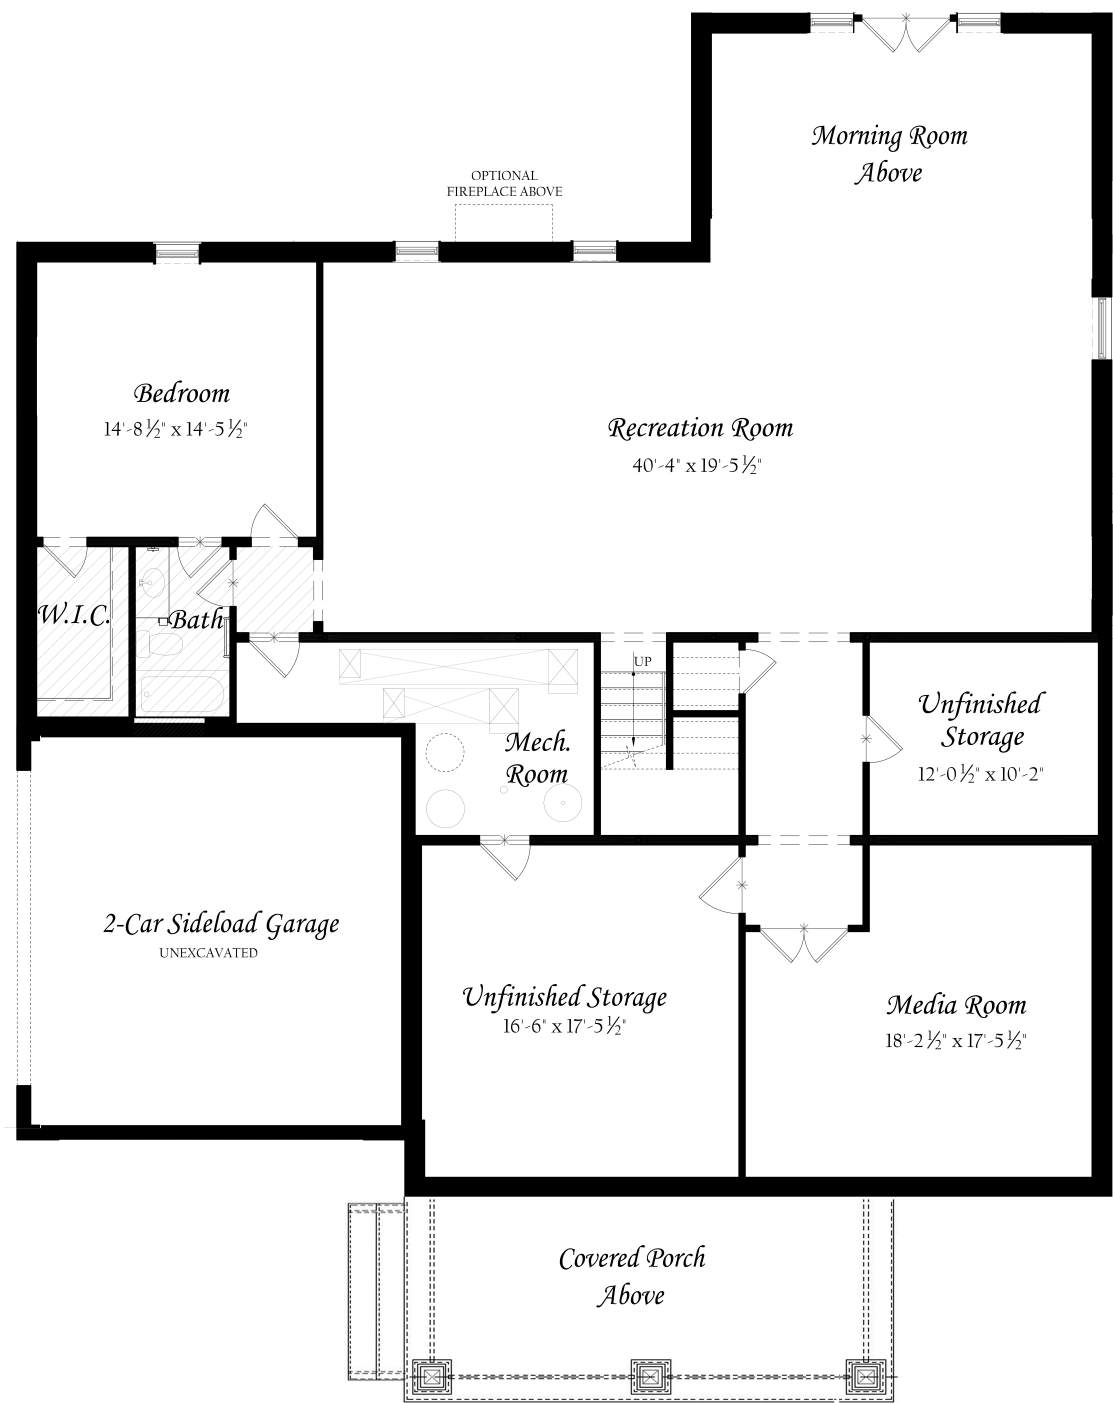 Morning Room
Above
OPTIONAL
FIREPLACE ABOVE
Bedroom
14'-8 ½" x 14'-5 ½"
Recreation Room
40'-4" x 19'-5 ½"
W.I.C.
Bath
UP
Unfinished
Storage
12'-0 ½" x 10'-2"
Mech.
Room
2-Car Sideload Garage
UNEXCAVATED
Unfinished Storage
16'-6" x 17'-5 ½"
Media Room
18'-2 ½" x 17'-5 ½"
Covered Porch
Above